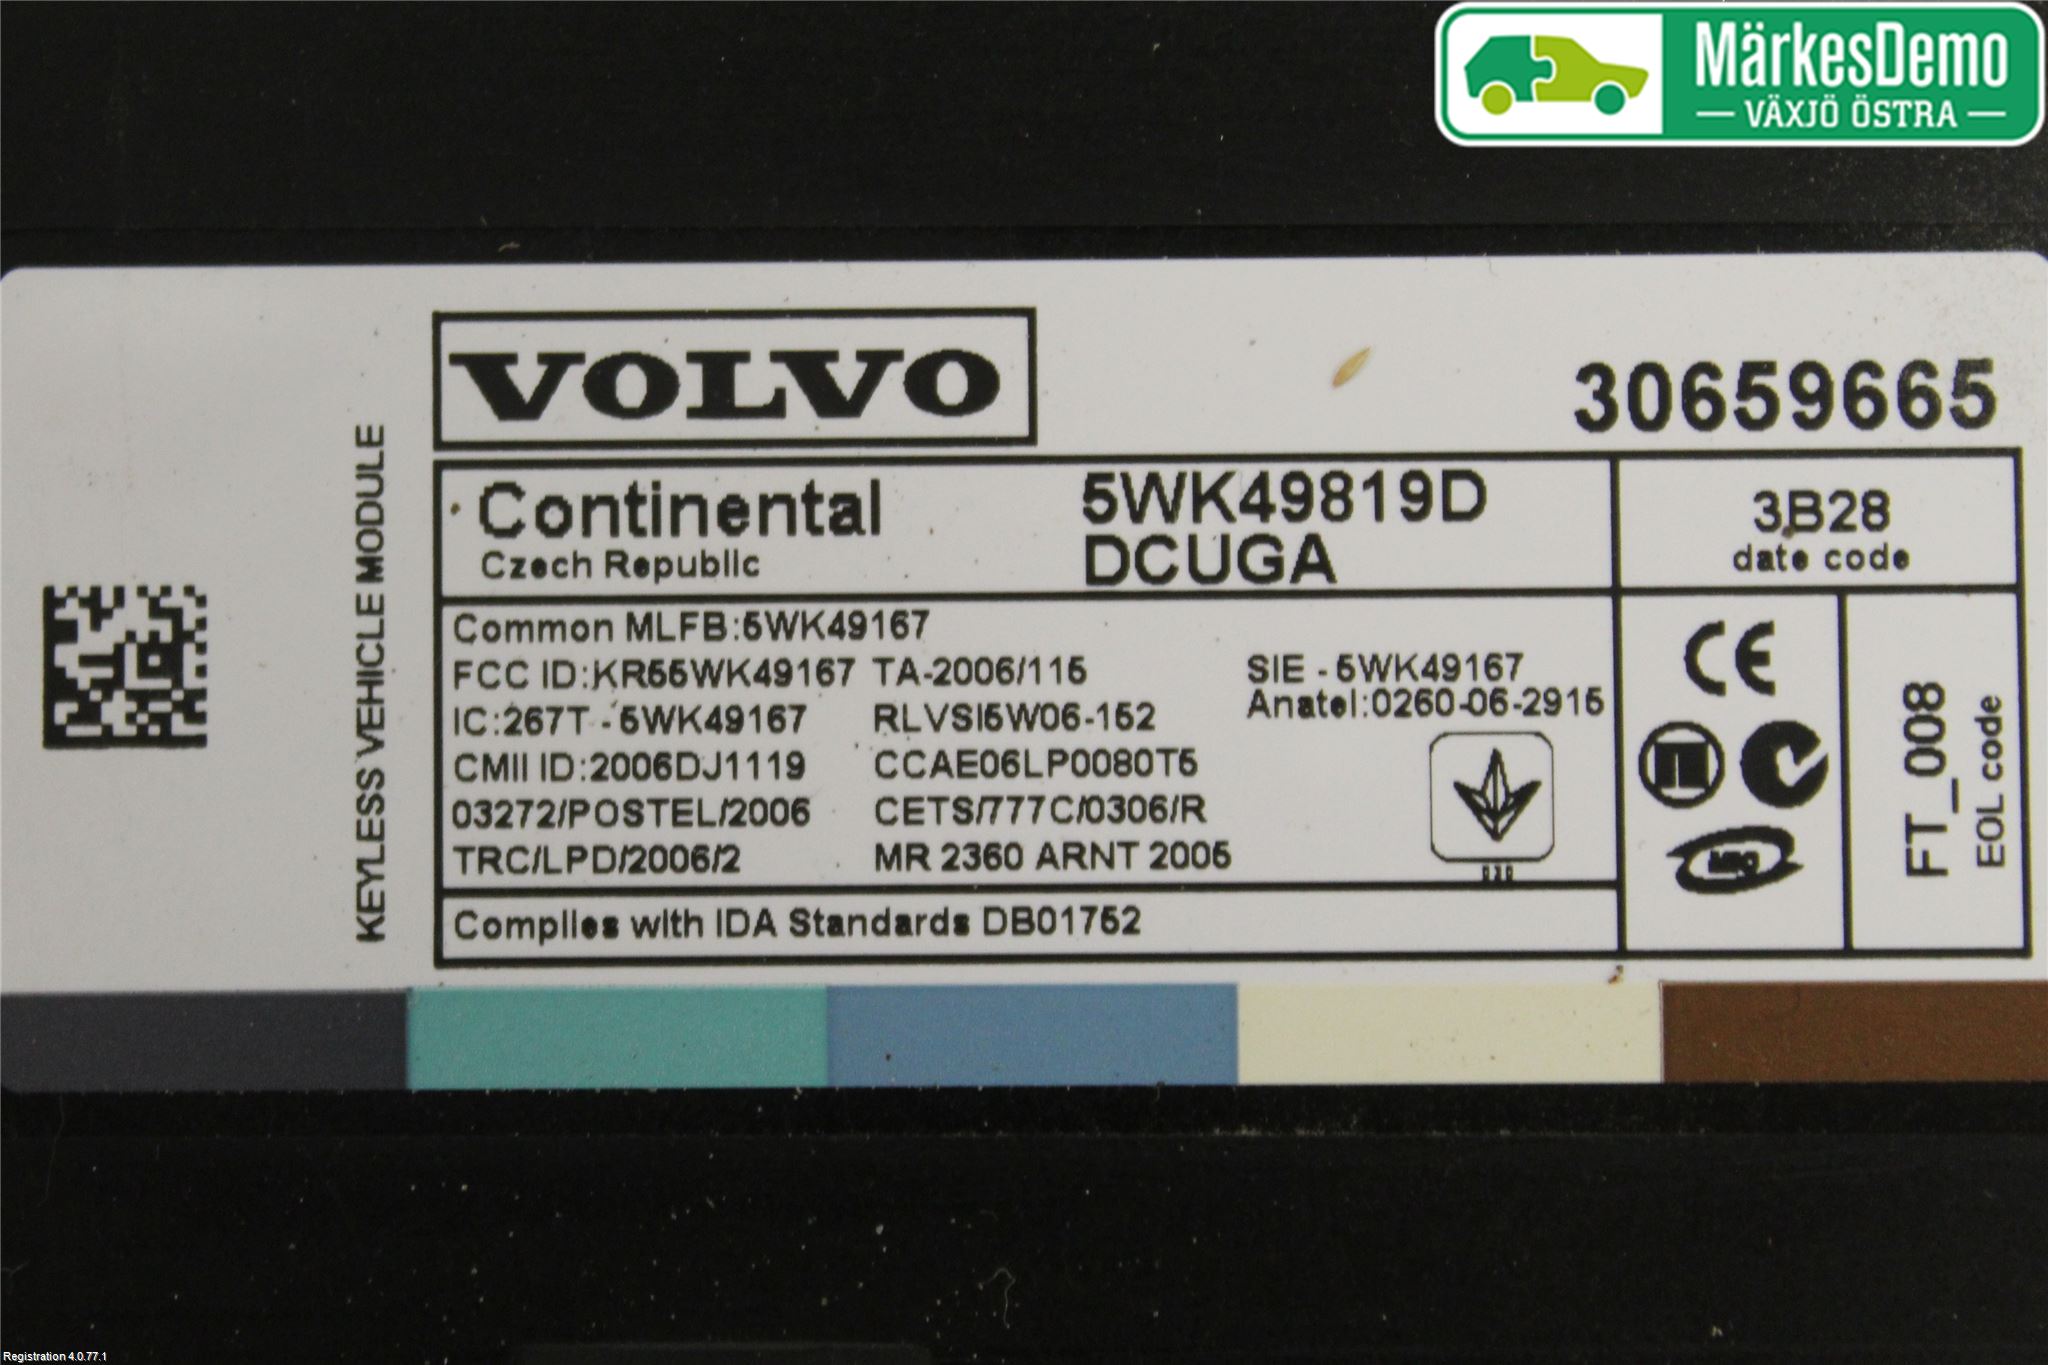 MärkesDemo
VÄXJÖ ÖSTRA
VOLVO
30659665
KEYLESS VEHICLE MODULE
Continental
Czech Republic
5WK49819D
DCUGA
3B28
date code
Common MLFB:5WK49167
FCC ID:KR55WK49167 TA-2006/115
SIE - 5WK49167
IC:267T - 5WK49167 RLVSI5W06-152
Anatel:0260-06-2915
CMII ID:2006DJ1119 CCAE06LP0080T5
03272/POSTEL/2006 CETS/777C/0306/R
TRC/LPD/2006/2 MR 2360 ARNT 2005
Complies with IDA Standards DB01752
CE
FT_008
EOL code
Registration 4.0.77.1